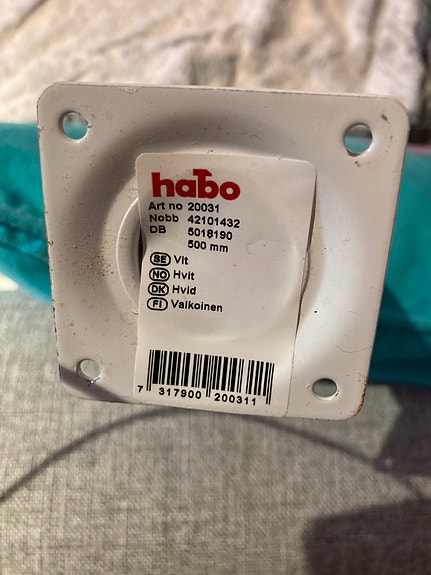 habo
Art no 20031
Nobb 42101432
DB 5018190
500 mm
SE Vit
NO Hvit
DK Hvid
FI Valkoinen
7 317900 200311